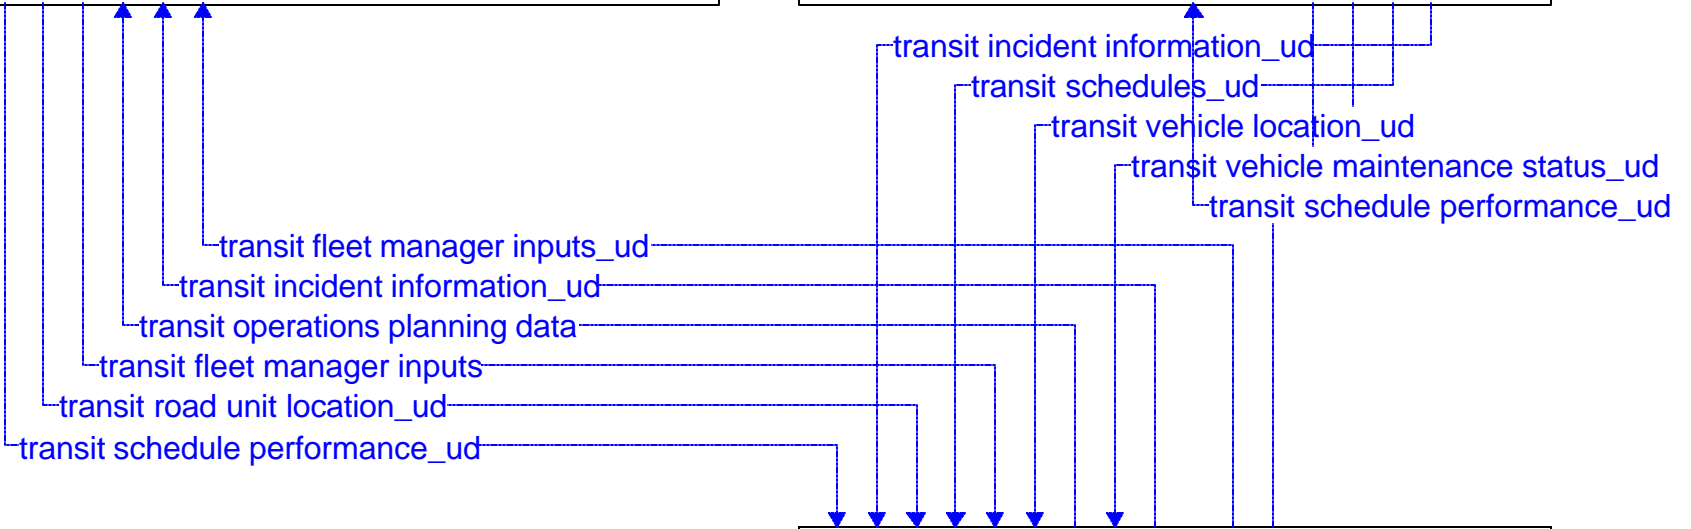 transit incident information_ud
transit schedules_ud
transit vehicle location_ud
transit vehicle maintenance status_ud
transit schedule performance_ud
transit fleet manager inputs_ud
transit incident information_ud
transit operations planning data
transit fleet manager inputs
transit road unit location_ud
transit schedule performance_ud